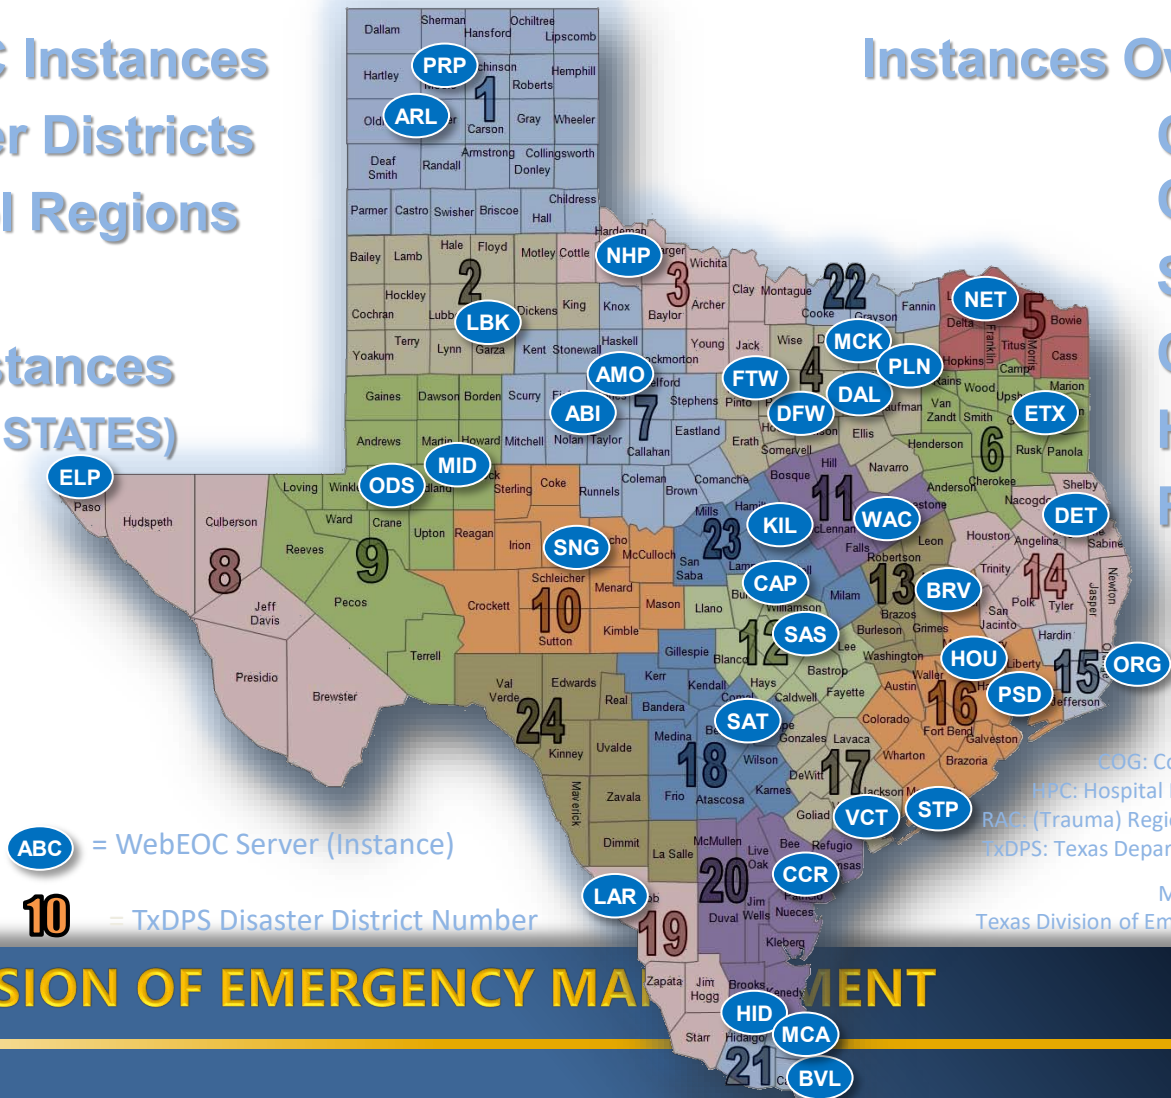 C Instances
er Districts
l Regions
stances
STATES)
Instances Ow
COG: Co
HPC: Hospital
RAC: (Trauma) Regio
TxDPS: Texas Depar
Texas Division of Em
ABC = WebEOC Server (Instance)
10 = TxDPS Disaster District Number
SION OF EMERGENCY MA MENT
Dallam Sherman Hansford Ochiltree Lipscomb
Hartley PRP chinson Roberts Hemphill
ARL 1 Carson Gray Wheeler
Deaf Smith Randall Armstrong Donley Collingsworth
Parmer Castro Swisher Briscoe Hall Childress
Bailey Lamb Hale Floyd Motley Cottle Hardeman NHP Wichita
2 3 Clay Montague 22 Cooke Grayson Fannin NET 5 Bowie
Cochran Hockley LBK Dickens King Knox Baylor Archer Delta Franklin Titus Morris Cass
Yoakum Terry Lynn Garza Kent Stonewall Haskell ockmorton Young Jack Wise MCK PLN Hopkins Camp
Gaines Dawson Borden Scurry AMO Stephens FTW 4 DAL Rains Wood Marion
ABI 7 Pinto DFW aufman Van Zandt Smith ETX
Andrews Martin Howard Mitchell Nolan Taylor Callahan Eastland Erath Somervell Ellis Henderson 6 Rusk Panola
ELP Paso Hudspeth Culberson Loving ODS MID Sterling Coke Runnels Coleman Brown Comanche Bosque Hill Navarro Anderson Cherokee Shelby
8 Reeves Ward Crane Upton Reagan Irion SNG McCulloch Mills 23 KIL 11 WAC Leon Houston Angelina DET Sabine
9 Pecos Jeff Davis Crockett Schleicher Menard San Saba Falls Robertson Trinity 14 Newton Jasper
10 Sutton Mason Kimble Llano CAP Williamson Milam 13 BRV Brazos San Jacinto Polk Tyler
Presidio Brewster Terrell Gillespie Blanco 12 SAS Lee Burleson Grimes Hardin
Val Verde Edwards Real Kerr Kendall Hays Bastrop Washington Waller HOU Liberty 15 ORG
24 Bandera Comal Caldwell Fayette Austin 16 PSD Jefferson
Kinney Uvalde Medina SAT Gonzales Lavaca Colorado Fort Bend Galveston
Maverick Zavala 18 Wilson DeWitt 17 Wharton Brazoria
Frio Atascosa Karnes Goliad Jackson VCT STP
Dimmit La Salle McMullen Live Oak Bee Refugio
LAR 20 CCR
19 Duval Jim Wells Nueces
Kleberg
Zapata Jim Hogg Brooks
Starr HID Hidalgo MCA
21 BVL